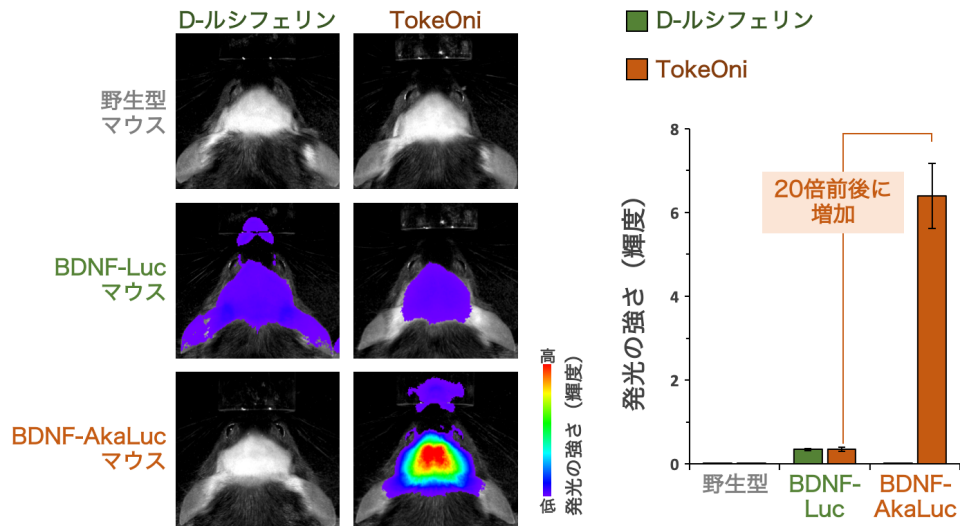 D-ルシフェリン
TokeOni
野生型
マウス
BDNF-Luc
マウス
BDNF-AkaLuc
マウス
高
発光の強さ（輝度）
低
D-ルシフェリン
TokeOni
発光の強さ（輝度）
8
6
4
2
0
20倍前後に
増加
野生型
BDNF-
Luc
BDNF-
AkaLuc